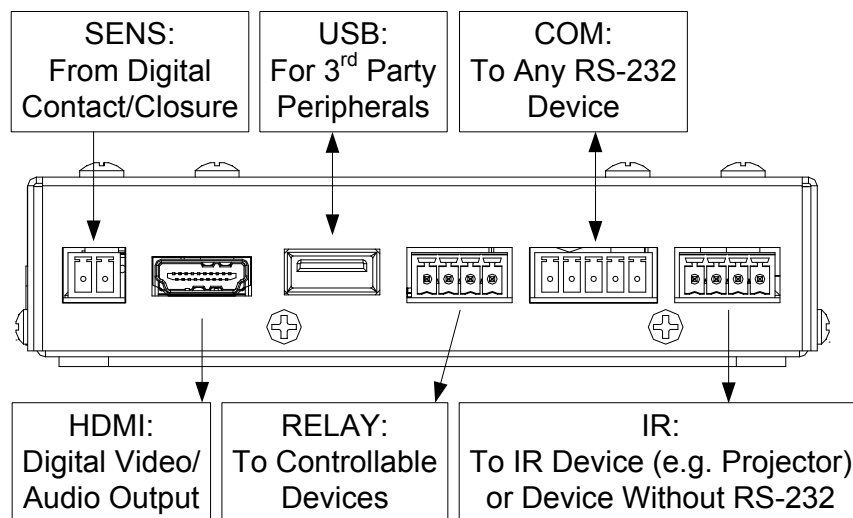 SENS:
From Digital
Contact/Closure
USB:
For 3rd Party
Peripherals
COM:
To Any RS-232
Device
HDMI:
Digital Video/
Audio Output
RELAY:
To Controllable
Devices
IR:
To IR Device (e.g. Projector)
or Device Without RS-232